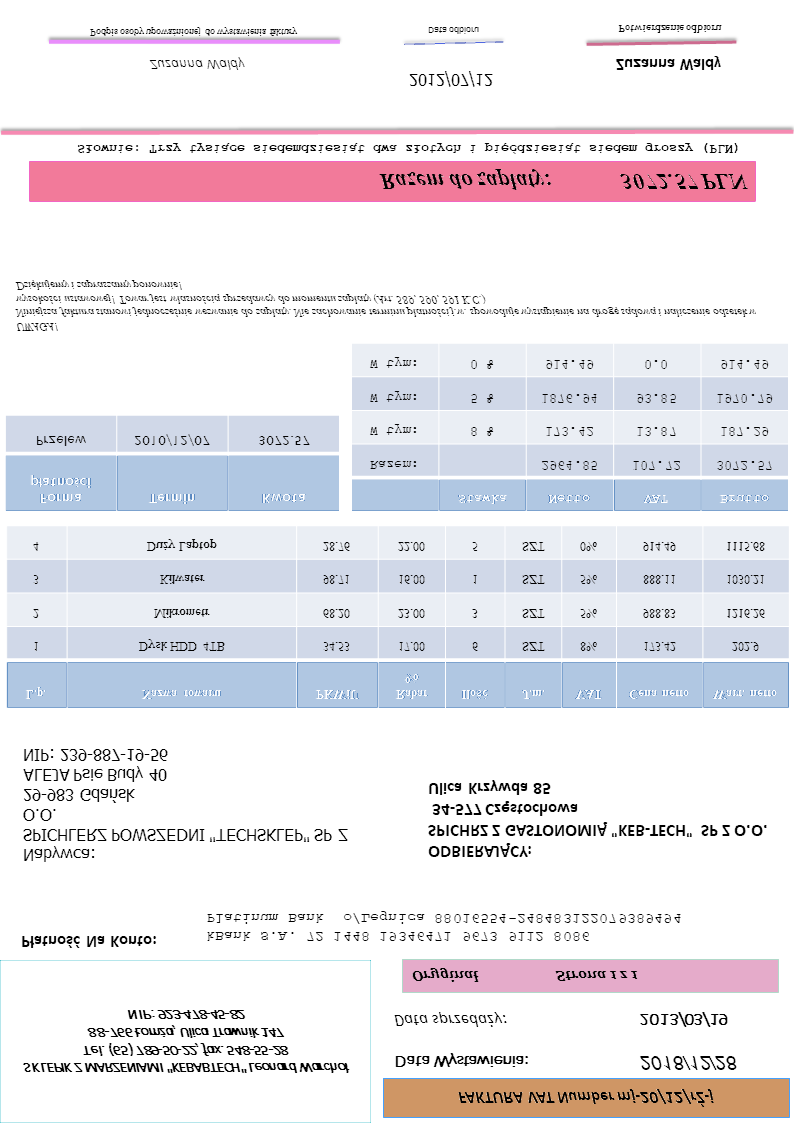 FAKTURA VAT Number mj-20/12/rŻ-j
SKLEPIK Z MARZENIAMI "KEBABTECH" Leonard Warchoł
Tel. (65) 789-50-22, fax: 548-55-28
88-766 Łomża, Ulica Trawnik 147
NIP: 923-478-45-82
Data Wystawienia: 2018/12/28
Data sprzedaży: 2013/03/19
Oryginał Strona 1 z 1
Płatność Na Konto:
kBank S.A. 72 1448 19346471 9673 9112 8086
Platinum Bank o/Legnica 88016554-248483122079389494
Nabywca:
SPICHLERZ POWSZEDNI "TECHSKLEP" SP. Z
O.O.
29-983 Gdańsk
ALEJA Psie Budy 40
NIP: 239-887-19-56
ODBIERAJĄCY:
SPICHRZ Z GASTONOMIĄ "KEB-TECH" SP Z O.O.
34-577 Częstochowa
Ulica Krzywda 85
L.p. Nazwa towaru PKWiU Rabat % Ilość J.m. VAT Cena netto Wart. netto
1 Dysk HDD 4TB 34.53 17.00 6 SZT 8% 173.42 202.9
2 Mikrometr 68.20 23.00 3 SZT 5% 988.83 1216.26
3 Kilwater 98.71 16.00 1 SZT 5% 888.11 1030.21
4 Duży Laptop 28.76 22.00 5 SZT 0% 914.49 1115.68
Forma płatności Termin Kwota
Przelew 2010/12/07 3072.57
Stawka Netto VAT Brutto
Razem: 2964.85 107.72 3072.57
W tym: 8 % 173.42 13.87 187.29
W tym: 5 % 1876.94 93.85 1970.79
W tym: 0 % 914.49 0.0 914.49
UWAGA!
Niniejsza faktura stanowi jednocześnie wezwanie do zapłaty. Nie zachowanie terminu płatności j.w. spowoduje wystąpienie na drogę sądową i naliczenie odsetek w
wysokości ustawowej! Towar jest własnością sprzedawcy do momentu zapłaty (Art. 589, 590, 591 K.C.)
Dziękujemy i zapraszamy ponownie!
Razem do zapłaty: 3072.57 PLN
Słownie: Trzy tysiące siedemdziesiąt dwa złotych i pięćdziesiąt siedem groszy (PLN)
Zuzanna Waldy 2012/07/12 Zuzanna Waldy
Podpis osoby upoważnionej do wystawienia faktury Data odbioru Potwierdzenie odbioru